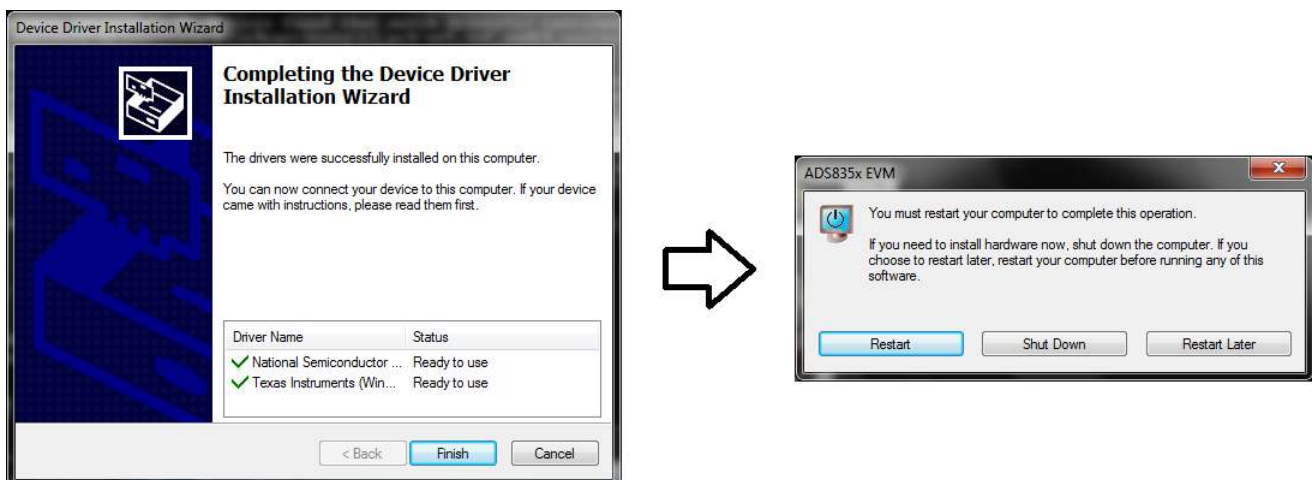 Device Driver Installation Wizard
Completing the Device Driver
Installation Wizard
The drivers were successfully installed on this computer.
You can now connect your device to this computer. If your device
came with instructions, please read them first.
Driver Name Status
National Semiconductor ... Ready to use
Texas Instruments (Win... Ready to use
< Back Finish Cancel
ADS835x EVM
You must restart your computer to complete this operation.
If you need to install hardware now, shut down the computer. If you
choose to restart later, restart your computer before running any of this
software.
Restart Shut Down Restart Later